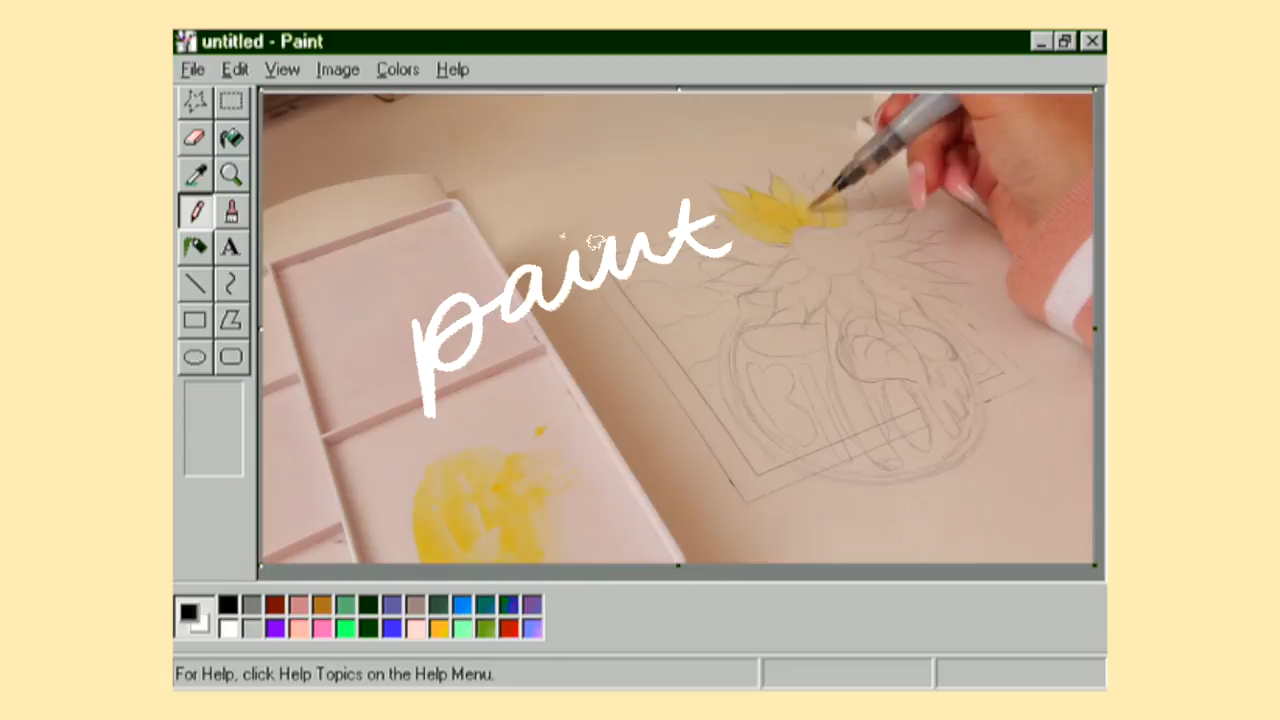 untitled - Paint
File Edit View Image Colors Help
A
paint
For Help, click Help Topics on the Help Menu.